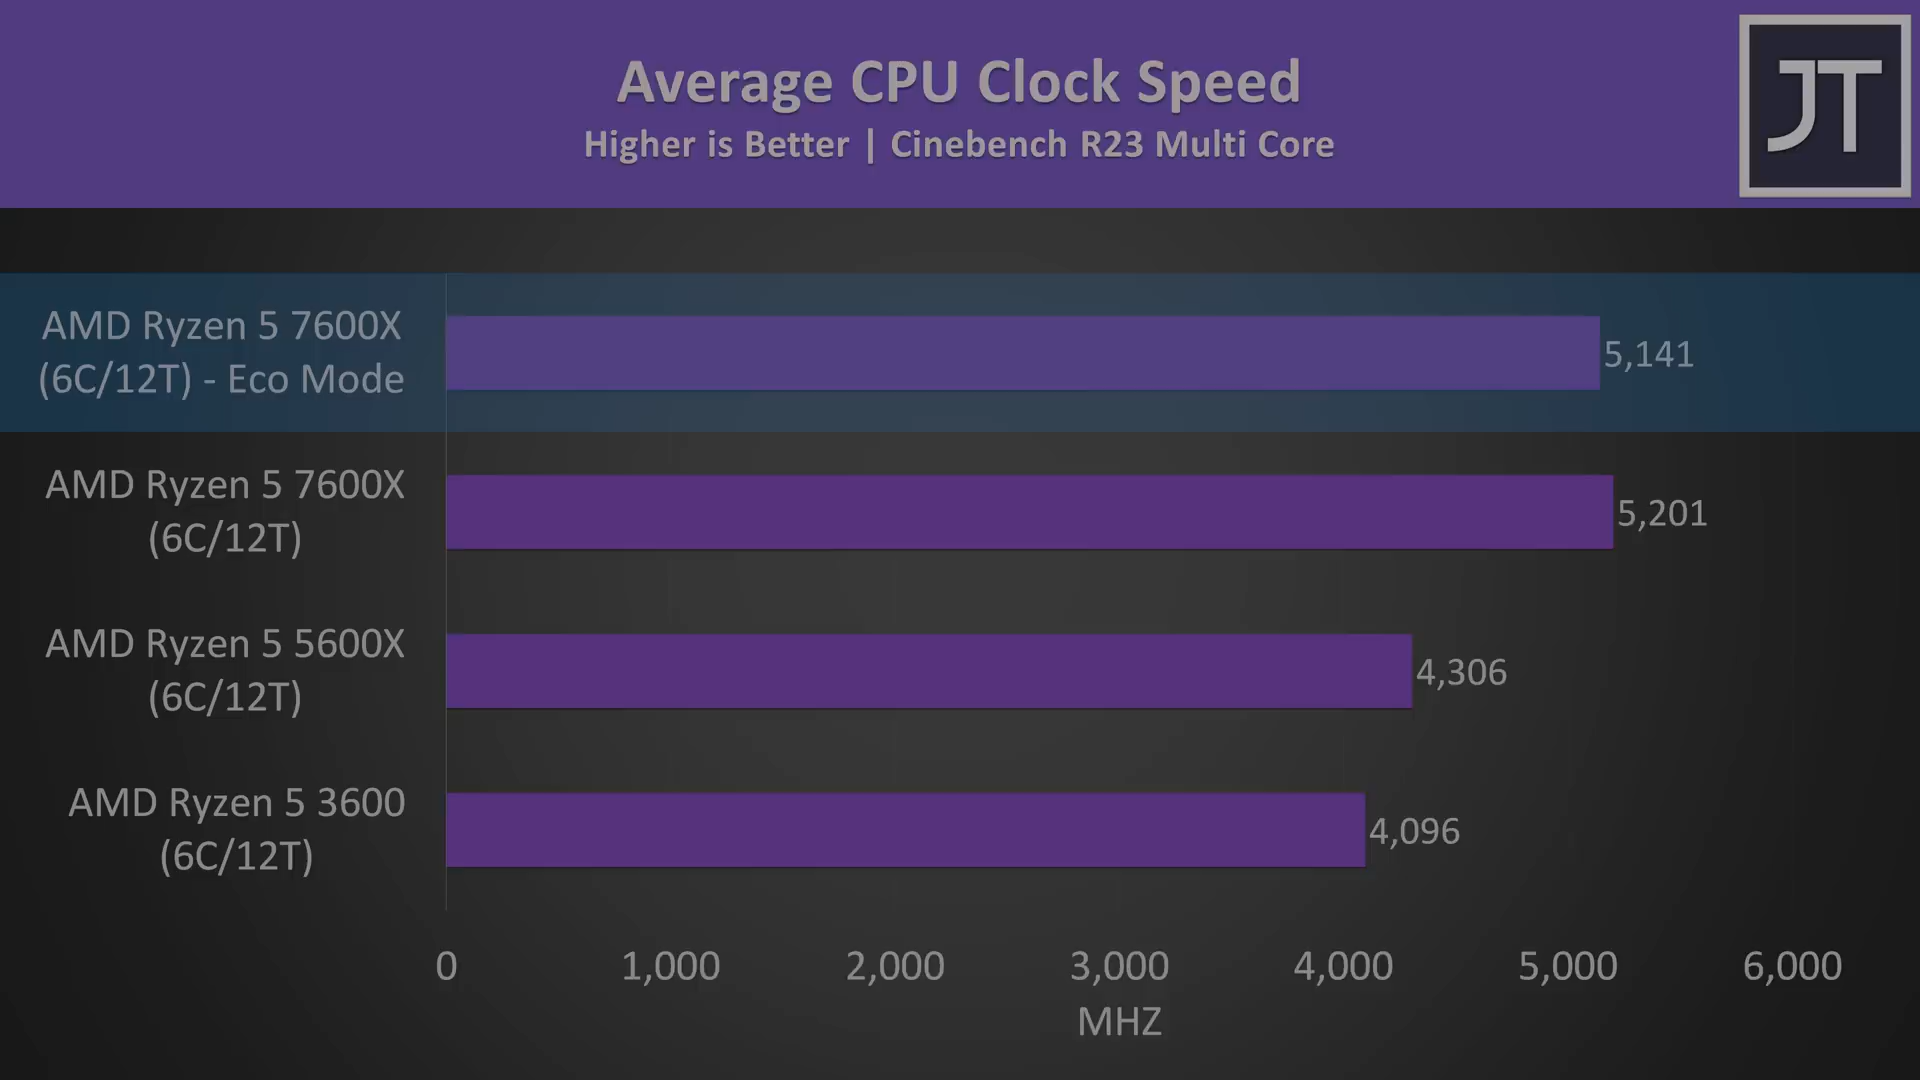 Average CPU Clock Speed
Higher is Better | Cinebench R23 Multi Core
JT
AMD Ryzen 5 7600X
(6C/12T) - Eco Mode
5,141
AMD Ryzen 5 7600X
(6C/12T)
5,201
AMD Ryzen 5 5600X
(6C/12T)
4,306
AMD Ryzen 5 3600
(6C/12T)
4,096
0 1,000 2,000 3,000 4,000 5,000 6,000
MHZ